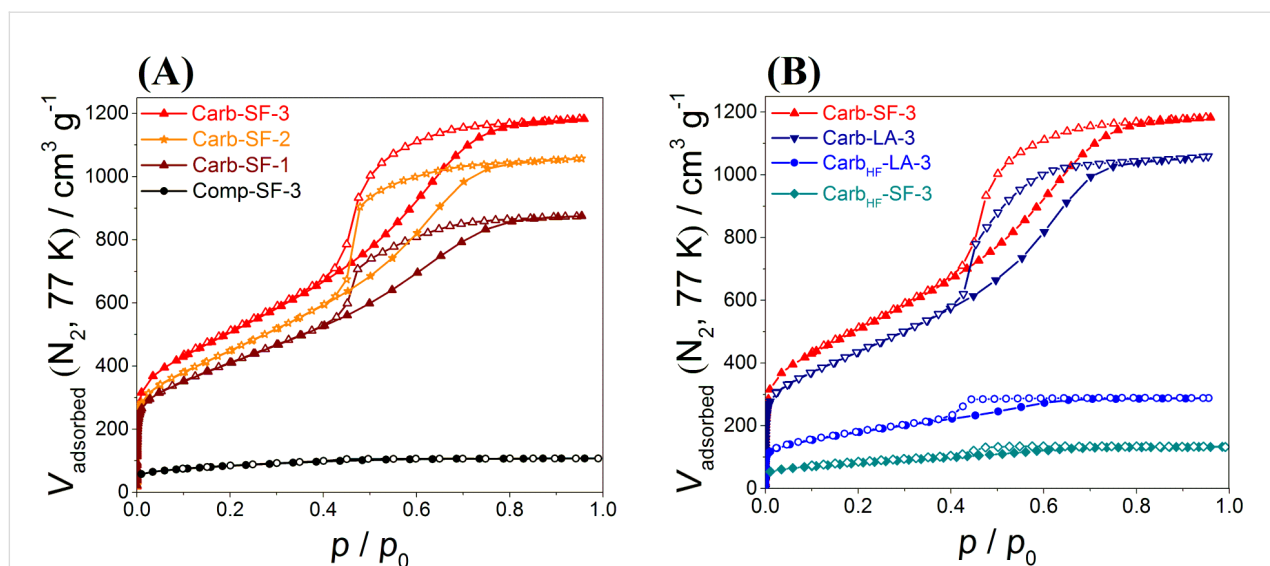 (A)
V adsorbed (N2, 77 K) / cm3 g-1
1200
1000
800
600
400
200
0
Carb-SF-3
Carb-SF-2
Carb-SF-1
Comp-SF-3
0.0 0.2 0.4 0.6 0.8 1.0
p / p0
(B)
V adsorbed (N2, 77 K) / cm3 g-1
1200
1000
800
600
400
200
0
Carb-SF-3
Carb-LA-3
CarbHF-LA-3
CarbHF-SF-3
0.0 0.2 0.4 0.6 0.8 1.0
p / p0